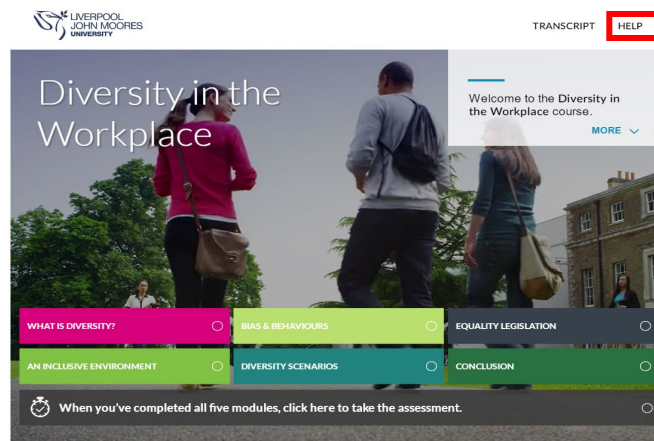 LIVERPOOL
JOHN MOORES
UNIVERSITY
TRANSCRIPT
HELP
Diversity in the
Workplace
Welcome to the Diversity in
the Workplace course.
MORE
WHAT IS DIVERSITY?
BIAS & BEHAVIOURS
EQUALITY LEGISLATION
AN INCLUSIVE ENVIRONMENT
DIVERSITY SCENARIOS
CONCLUSION
When you've completed all five modules, click here to take the assessment.